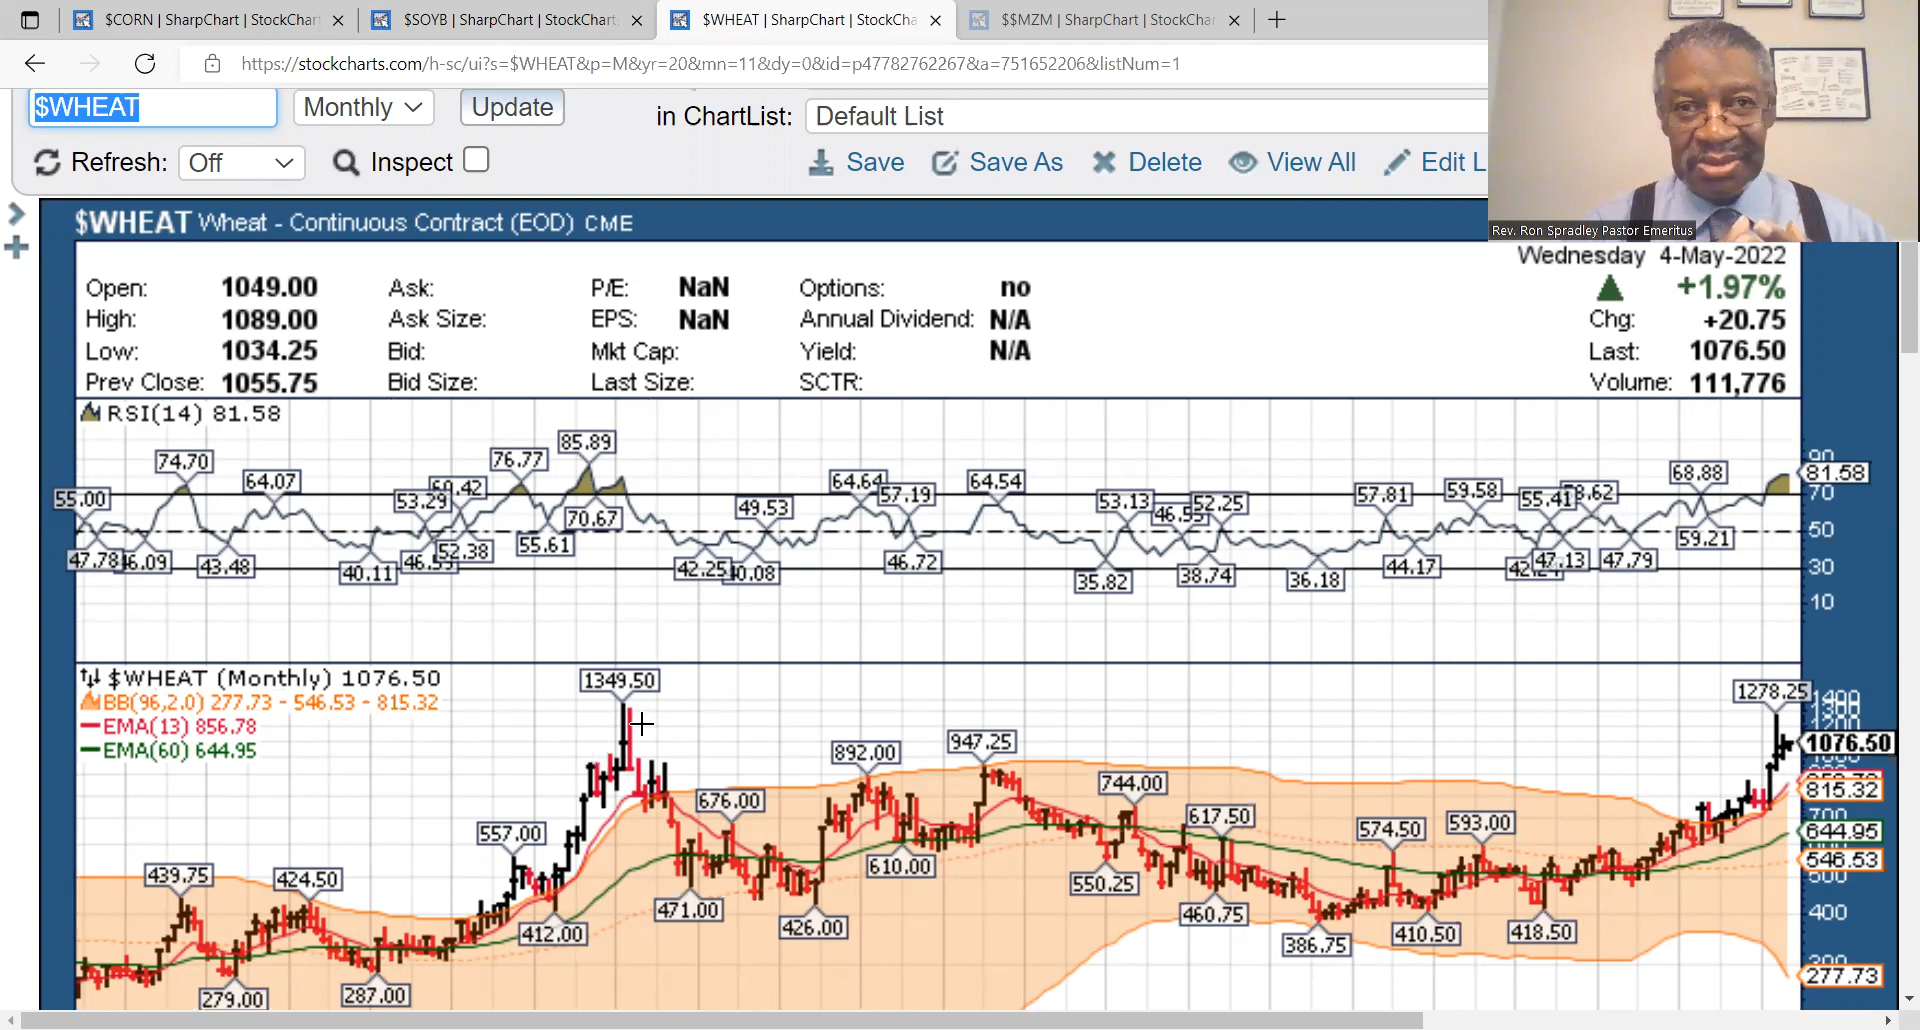 $CORN | SharpChart | StockChart
$SOYB | SharpChart | StockChart
$WHEAT | SharpChart | StockCha
$$MZM | SharpChart | StockChar
https://stockcharts.com/h-sc/ui?s=$WHEAT&p=M&yr=20&mn=11&dy=0&id=p47782762267&a=751652206&listNum=1
$WHEAT
Monthly
Update
in ChartList:
Default List
Refresh:
Off
Inspect
Save
Save As
Delete
View All
Edit L
Rev. Ron Spradley Pastor Emeritus
$WHEAT Wheat - Continuous Contract (EOD) CME
Wednesday 4-May-2022
Open: 1049.00 Ask: P/E: NaN Options: no +1.97%
High: 1089.00 Ask Size: EPS: NaN Annual Dividend: N/A Chg: +20.75
Low: 1034.25 Bid: Mkt Cap: Yield: N/A Last: 1076.50
Prev Close: 1055.75 Bid Size: Last Size: SCTR: Volume: 111,776
RSI(14) 81.58
85.89
74.70 76.77
64.07 64.64 64.54 68.88
55.00 53.29 60.42 57.19 57.81 59.58 55.41
49.53 53.13 52.25
70.67
55.61
47.78 52.38 46.72 47.13 47.79 59.21
43.48 40.11 42.25 38.74 44.17
35.82 36.18
90
81.58
70
50
30
10
$WHEAT (Monthly) 1076.50
BB(96,2.0) 277.73 - 546.53 - 815.32
EMA(13) 856.78
EMA(60) 644.95
1349.50
1278.25
892.00 947.25
676.00 744.00
557.00 617.50 574.50 593.00
439.75 424.50
610.00
550.25
471.00 460.75
412.00 426.00 386.75 410.50 418.50
279.00 287.00
1400
1076.50
815.32
700
644.95
546.53
500
400
300
277.73